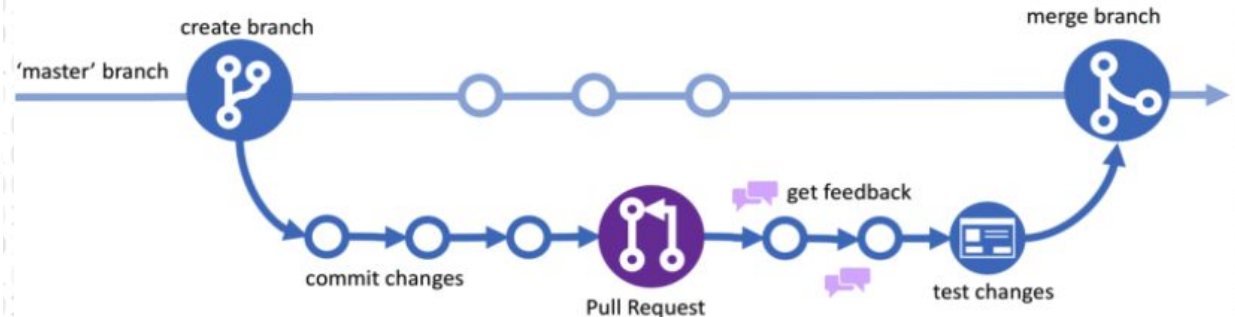 create branch
merge branch
‘master’ branch
get feedback
commit changes
test changes
Pull Request